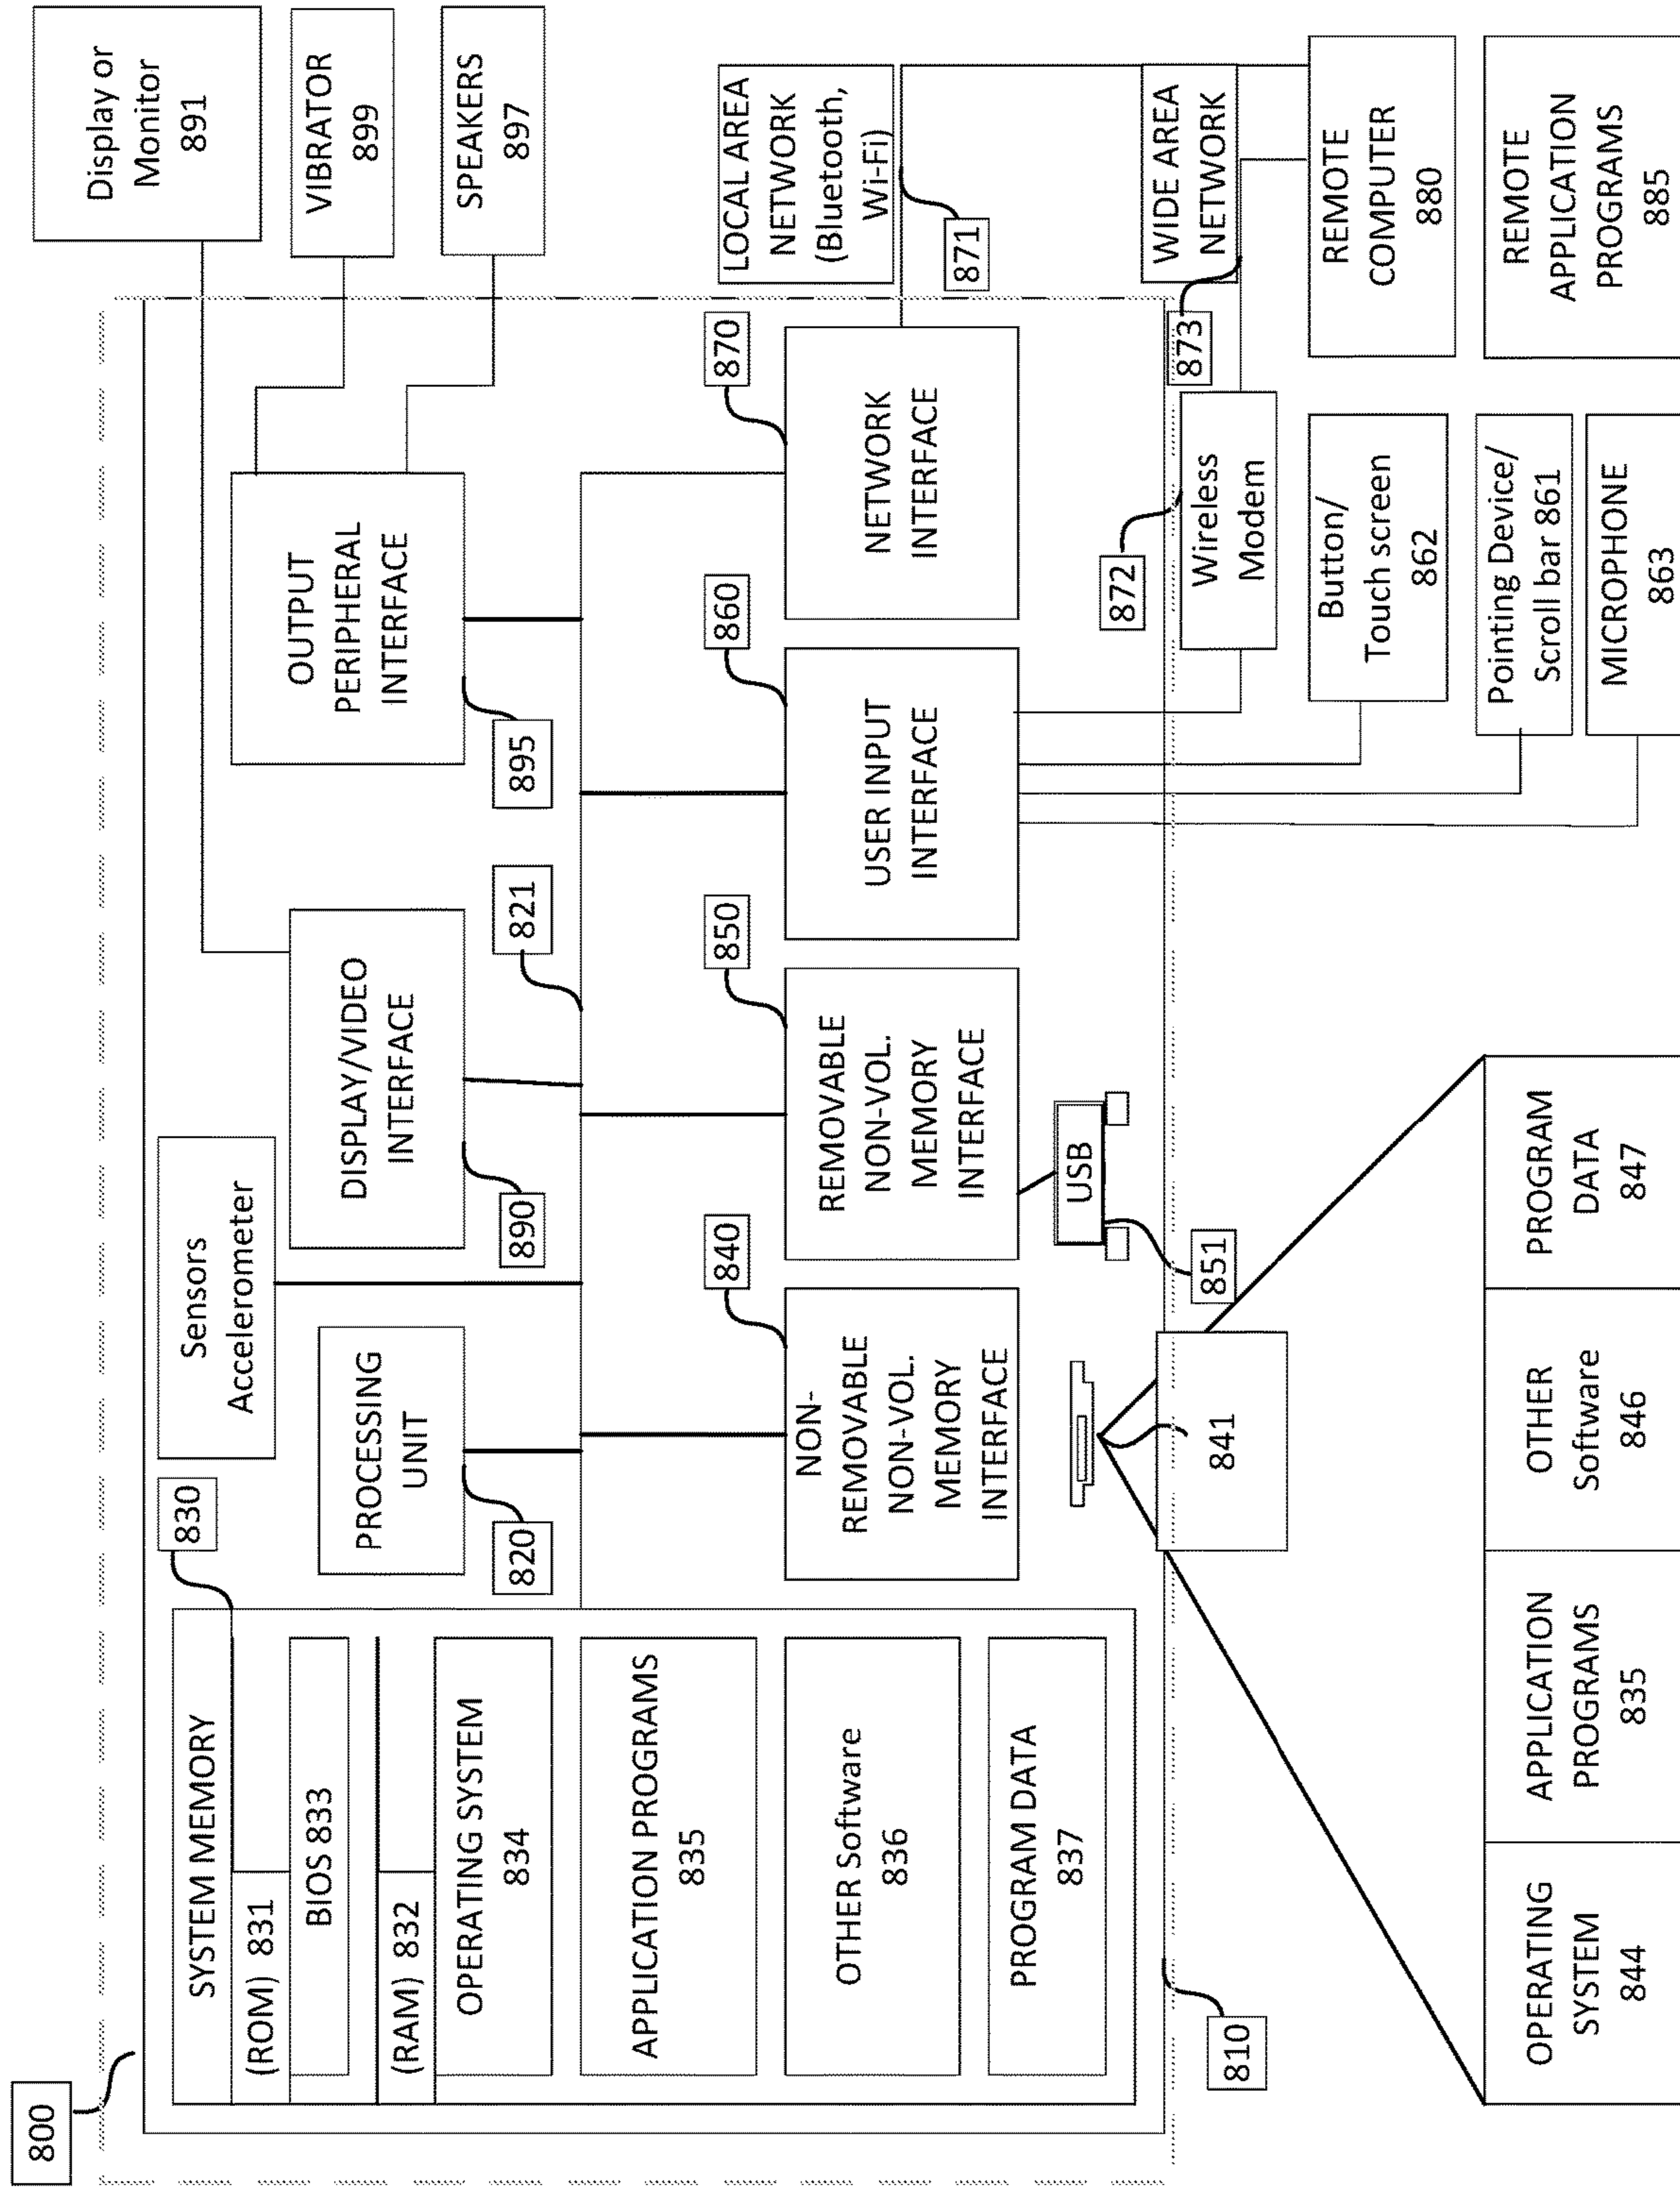 800
SYSTEM MEMORY
(ROM) 831
BIOS 833
(RAM) 832
OPERATING SYSTEM
834
APPLICATION PROGRAMS
835
OTHER Software
836
PROGRAM DATA
837
830
PROCESSING
UNIT
820
Sensors
Accelerometer
DISPLAY/VIDEO
INTERFACE
890
821
OUTPUT
PERIPHERAL
INTERFACE
895
Display or
Monitor
891
VIBRATOR
899
SPEAKERS
897
840
NON-
REMOVABLE
NON-VOL.
MEMORY
INTERFACE
850
REMOVABLE
NON-VOL.
MEMORY
INTERFACE
860
USER INPUT
INTERFACE
870
NETWORK
INTERFACE
LOCAL AREA
NETWORK
(Bluetooth,
Wi-Fi)
871
WIDE AREA
NETWORK
873
872
Wireless
Modem
USB
851
841
810
REMOTE
COMPUTER
880
REMOTE
APPLICATION
PROGRAMS
885
Button/
Touch screen
862
Pointing Device/
Scroll bar 861
MICROPHONE
863
OPERATING
SYSTEM
844
APPLICATION
PROGRAMS
835
OTHER
Software
846
PROGRAM
DATA
847